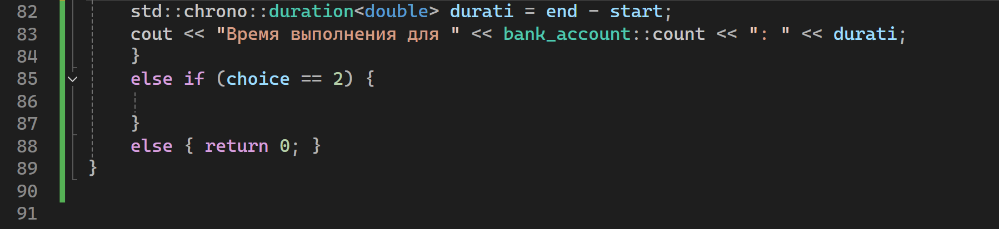 82 std::chrono::duration<double> durati = end - start;
83 cout << "Время выполнения для " << bank_account::count << ": " << durati;
84 }
85 else if (choice == 2) {
86
87 }
88 else { return 0; }
89 }
90
91